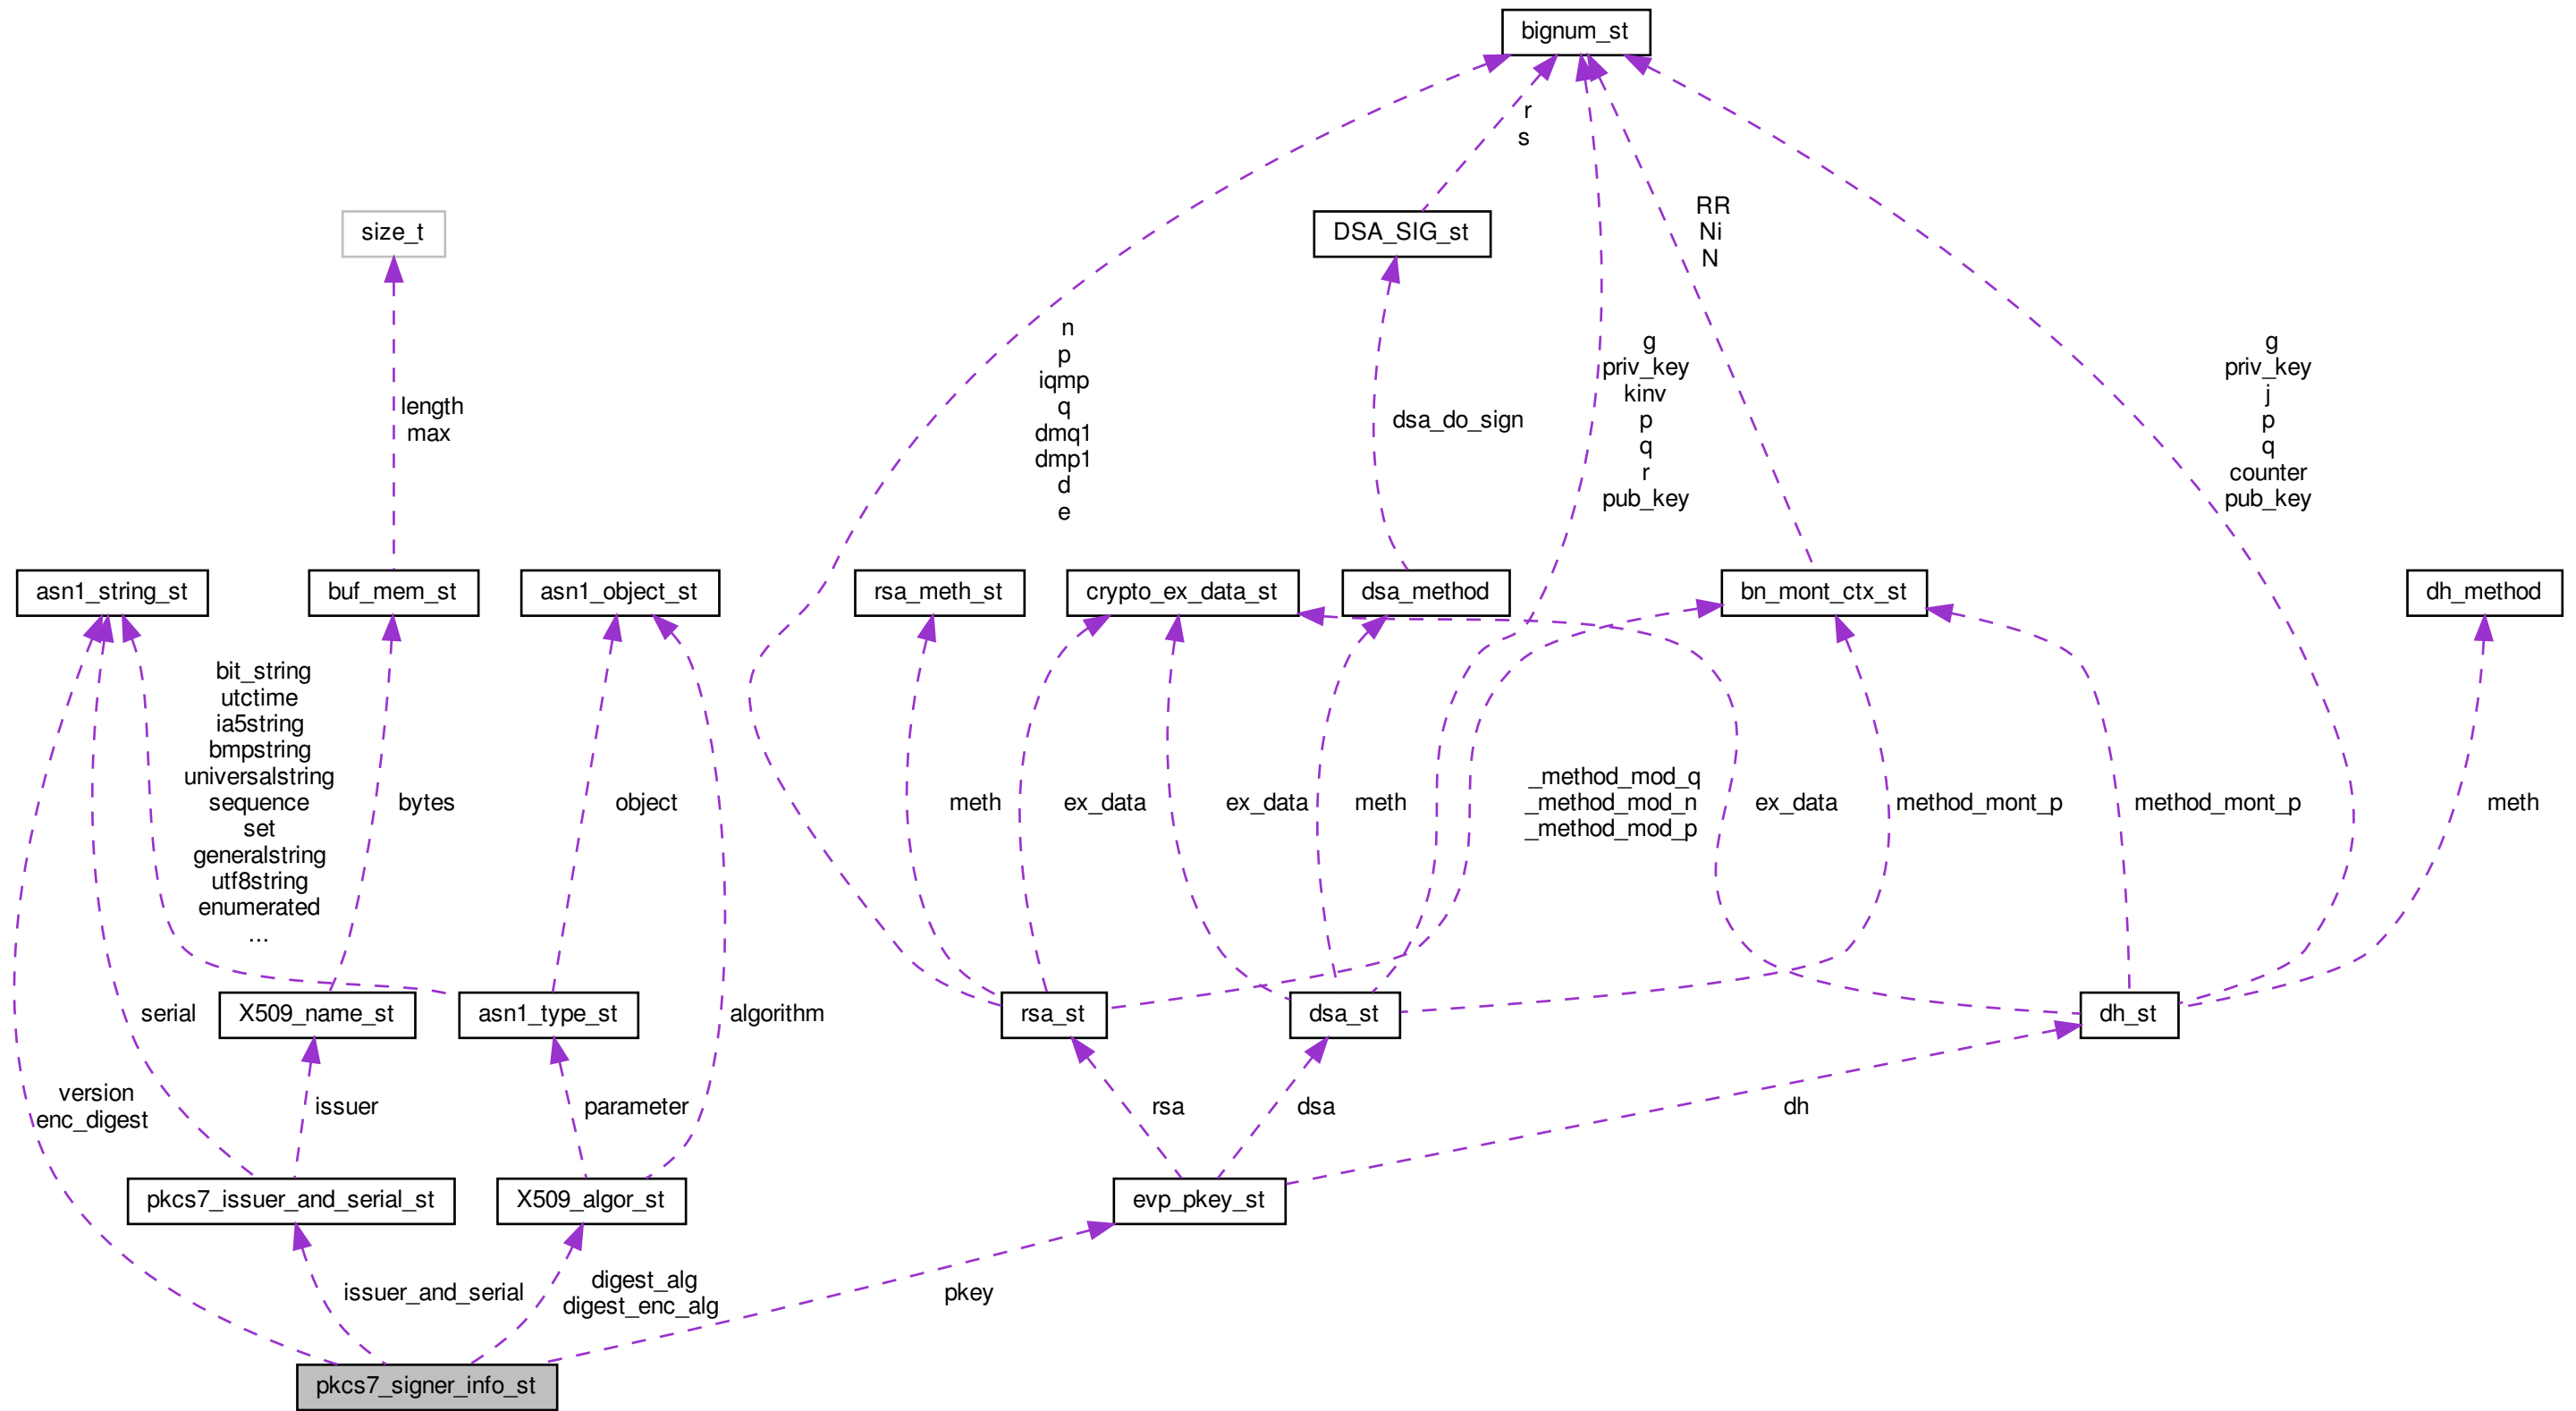 bignum_st
r
s
size_t
DSA_SIG_st
RR
Ni
N
length
max
n
p
iqmp
q
dmq1
dmp1
d
e
dsa_do_sign
g
priv_key
kinv
p
q
r
pub_key
g
priv_key
j
p
q
counter
pub_key
asn1_string_st
buf_mem_st
asn1_object_st
rsa_meth_st
crypto_ex_data_st
dsa_method
bn_mont_ctx_st
dh_method
bit_string
utctime
ia5string
bmpstring
universalstring
sequence
set
generalstring
utf8string
enumerated
...
bytes
object
meth
ex_data
ex_data
meth
_method_mod_q
_method_mod_n
_method_mod_p
ex_data
method_mont_p
method_mont_p
meth
serial
X509_name_st
asn1_type_st
algorithm
rsa_st
dsa_st
dh_st
version
enc_digest
issuer
parameter
rsa
dsa
dh
pkcs7_issuer_and_serial_st
X509_algor_st
evp_pkey_st
issuer_and_serial
digest_alg
digest_enc_alg
pkey
pkcs7_signer_info_st